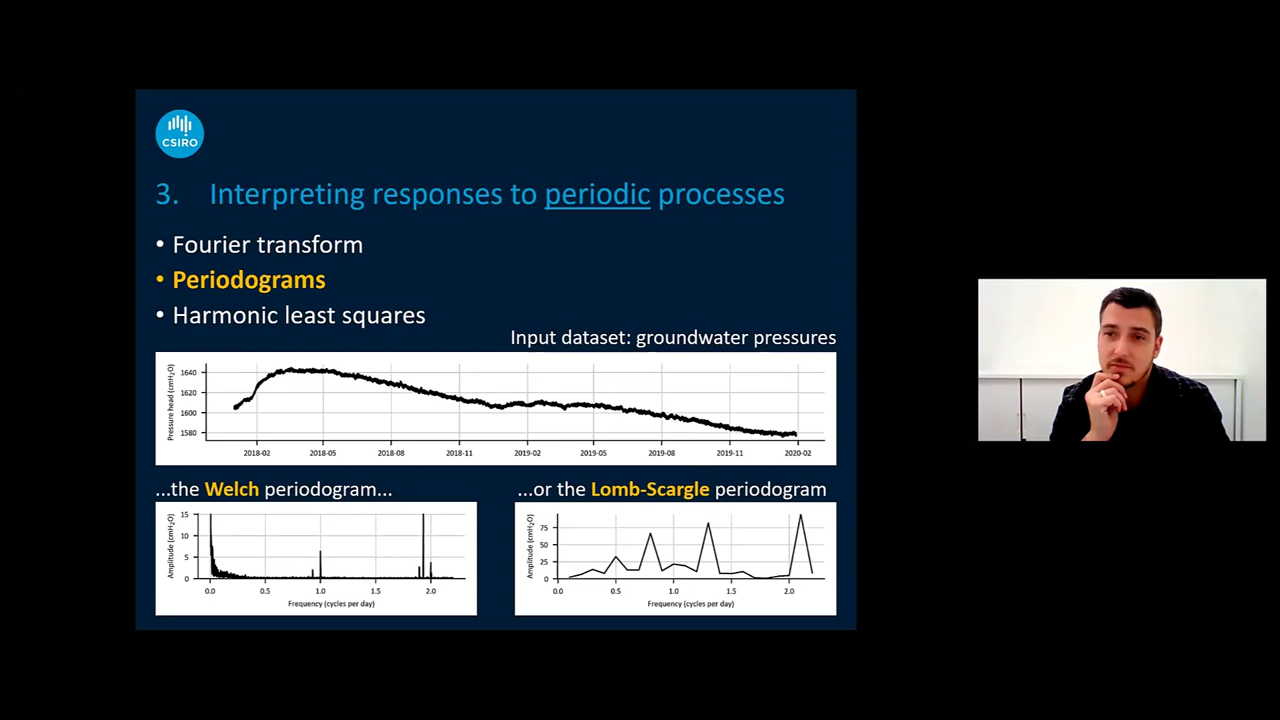 CSIRO
3. Interpreting responses to periodic processes
• Fourier transform
• Periodograms
• Harmonic least squares
Input dataset: groundwater pressures
Pressure head (cmH₂O)
1640
1620
1600
1580
2018-02 2018-05 2018-08 2018-11 2019-02 2019-05 2019-08 2019-11 2020-02
...the Welch periodogram...
Amplitude (cmH₂O)
15
10
5
0
0.0 0.5 1.0 1.5 2.0
Frequency (cycles per day)
...or the Lomb-Scargle periodogram
Amplitude (cmH₂O)
75
50
25
0
0.0 0.5 1.0 1.5 2.0
Frequency (cycles per day)